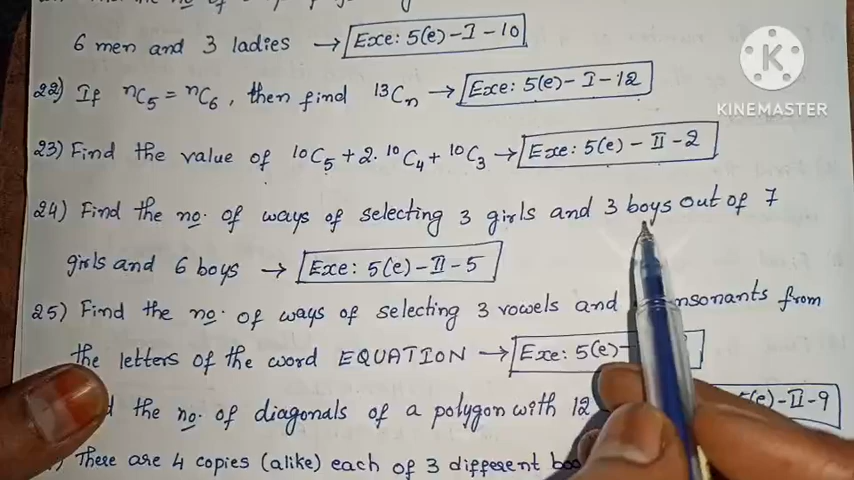 6 men and 3 ladies → Exe: 5(e)-I-10
K
KINEMASTER
22) If ⁿC₅ = ⁿC₆, then find ¹³Cₙ → Exe: 5(e)-I-12
23) Find the value of ¹⁰C₅ + 2.¹⁰C₄ + ¹⁰C₃ → Exe: 5(e)-II-2
24) Find the no. of ways of selecting 3 girls and 3 boys out of 7
girls and 6 boys → Exe: 5(e)-II-5
25) Find the no. of ways of selecting 3 vowels and from
the letters of the word EQUATION → Exe: 5(e)-
the no. of diagonals of a polygon with 12 5(e)-II-9
There are 4 copies (alike) each of 3 different